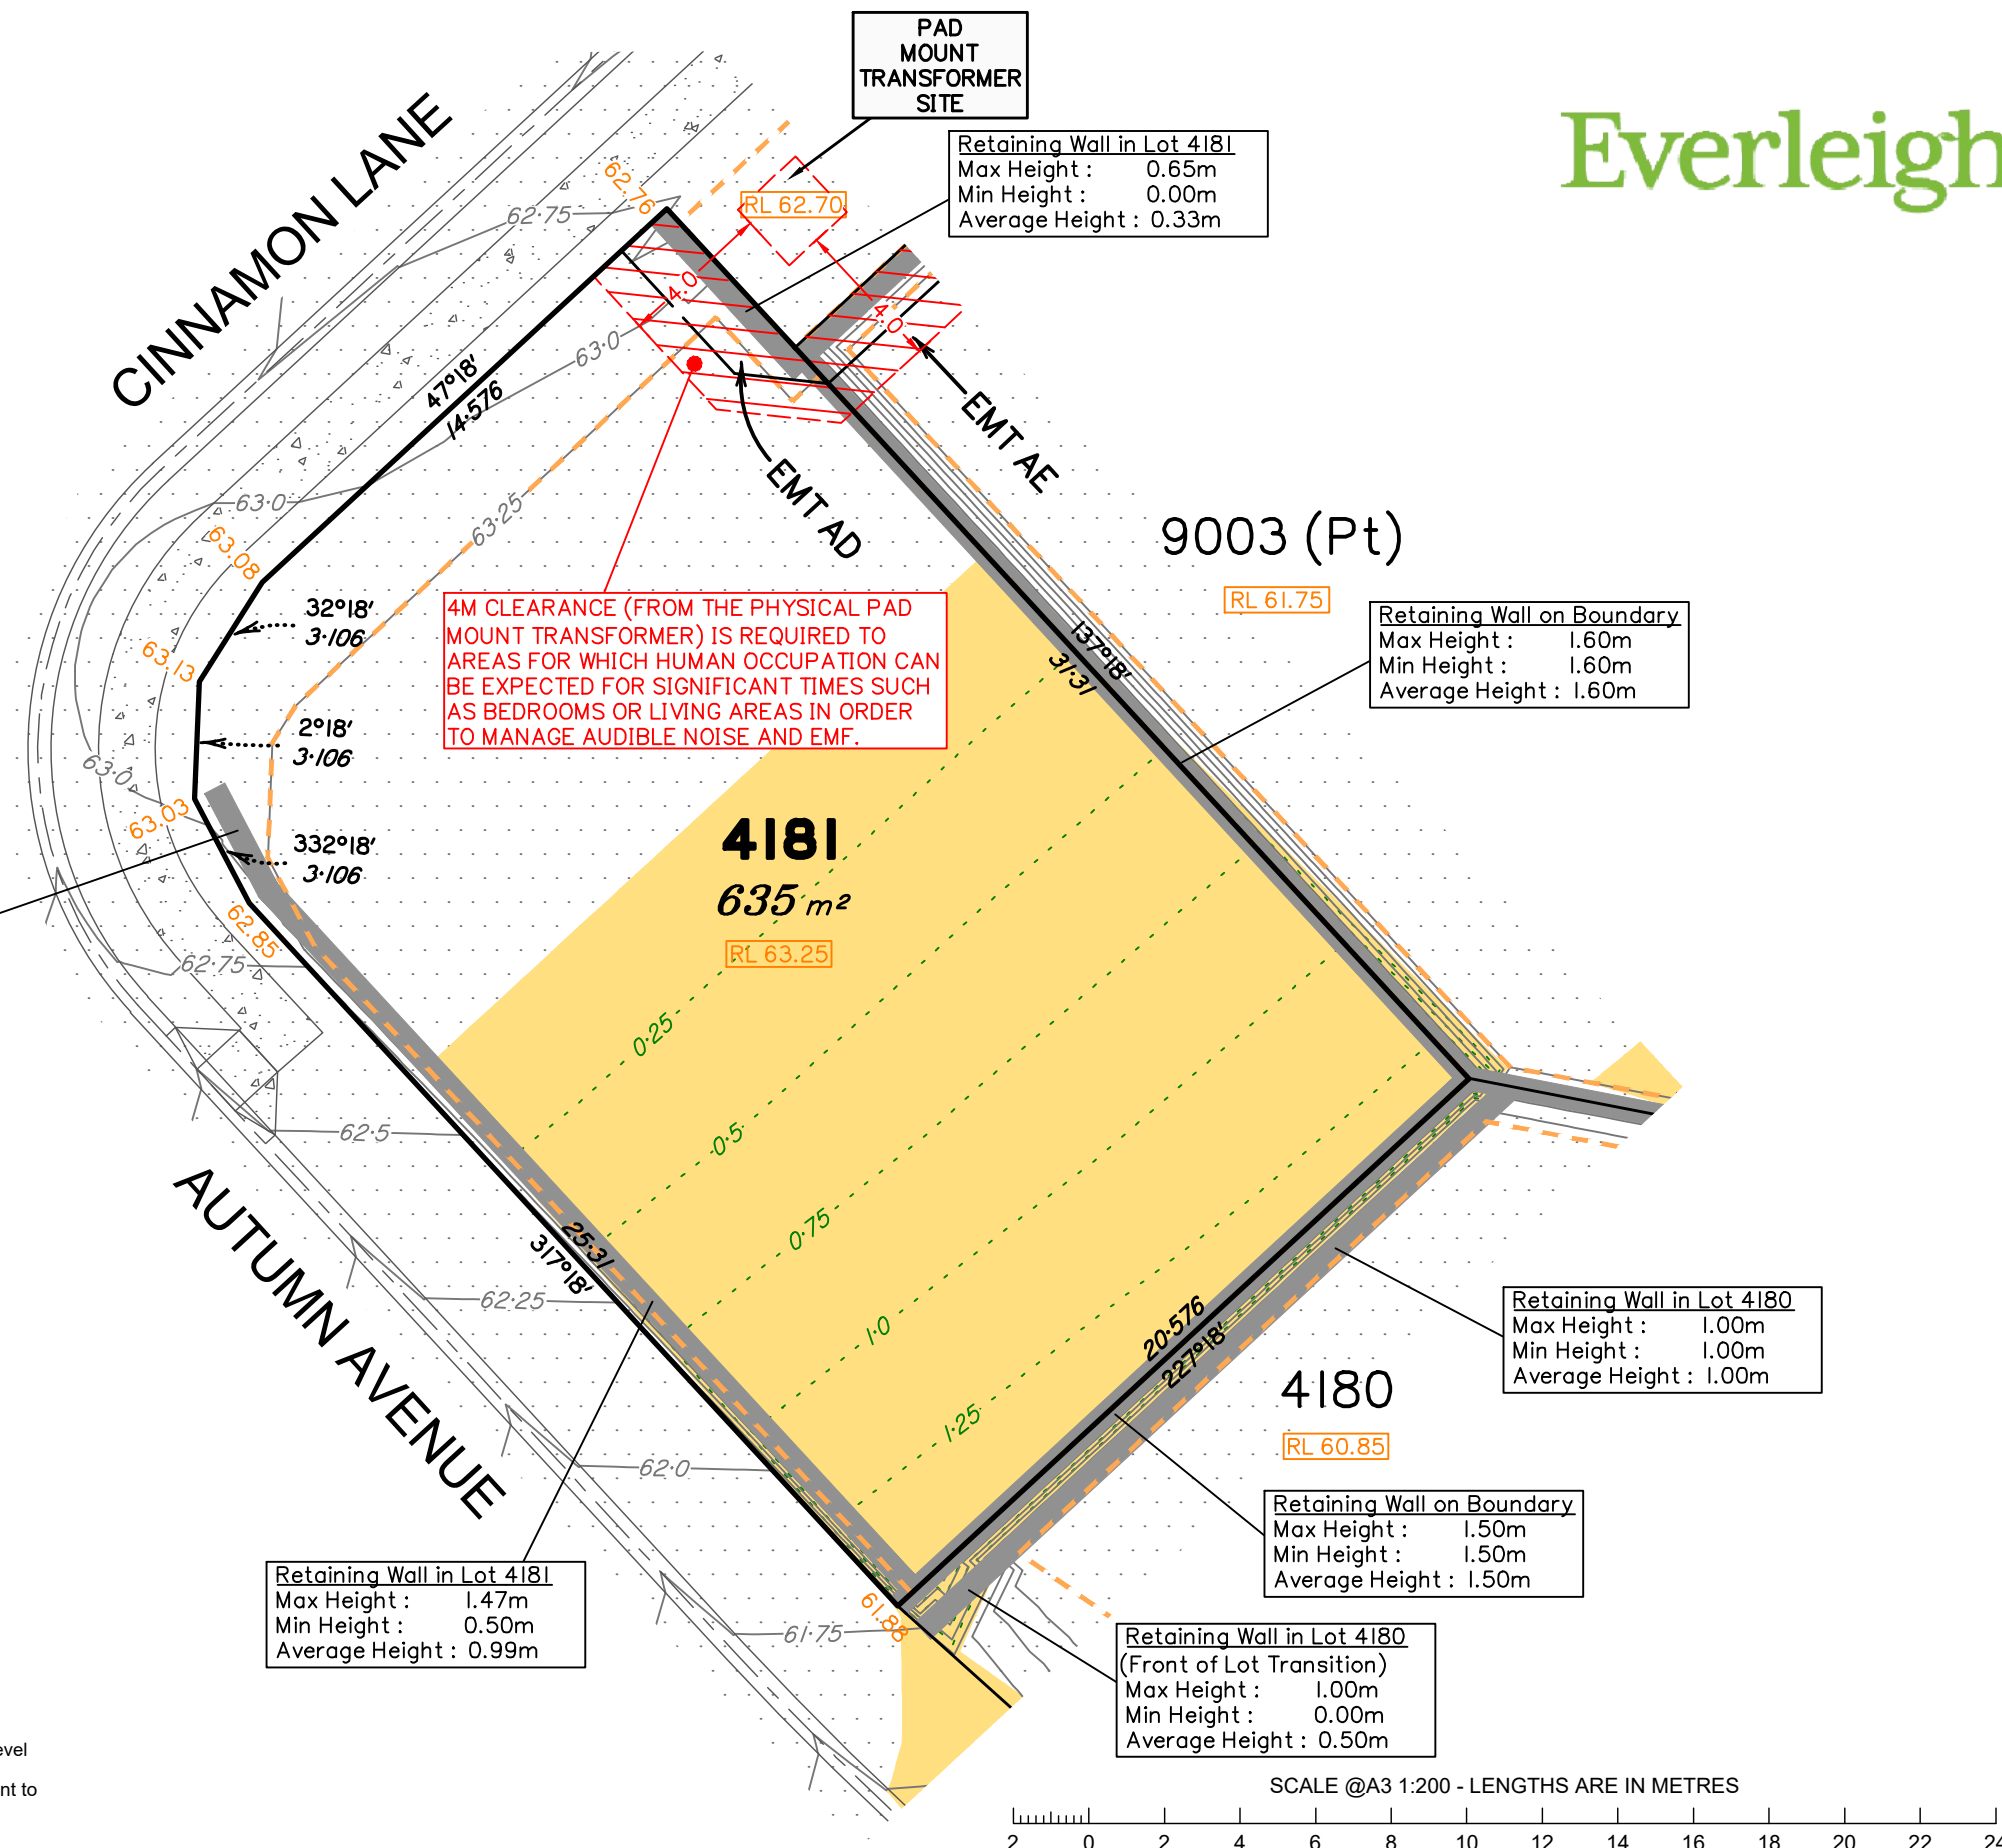 PAD
MOUNT
TRANSFORMER
SITE
Everleigh
Retaining Wall in Lot 4181
Max Height : 0.65m
Min Height : 0.00m
Average Height : 0.33m
CINNAMON LANE
62.76
RL 62.70
62·75
4.0
4.0
63·0
47°18'
14·576
EMT AE
EMT AD
63·0
63·25
63.08
9003 (Pt)
RL 61.75
32°18'
3·106
4M CLEARANCE (FROM THE PHYSICAL PAD
MOUNT TRANSFORMER) IS REQUIRED TO
AREAS FOR WHICH HUMAN OCCUPATION CAN
BE EXPECTED FOR SIGNIFICANT TIMES SUCH
AS BEDROOMS OR LIVING AREAS IN ORDER
TO MANAGE AUDIBLE NOISE AND EMF.
137°18'
31·31
Retaining Wall on Boundary
Max Height : 1.60m
Min Height : 1.60m
Average Height : 1.60m
63.13
2°18'
3·106
63·0
63.03
332°18'
3·106
4181
635 m²
RL 63.25
62.85
62·75
0·25
62·5
0·5
0·75
AUTUMN AVENUE
25·31
317°18'
62·25
1·0
20·576
227°18'
Retaining Wall in Lot 4180
Max Height : 1.00m
Min Height : 1.00m
Average Height : 1.00m
4180
RL 60.85
1·25
62·0
Retaining Wall on Boundary
Max Height : 1.50m
Min Height : 1.50m
Average Height : 1.50m
Retaining Wall in Lot 4181
Max Height : 1.47m
Min Height : 0.50m
Average Height : 0.99m
61.88
61·75
Retaining Wall in Lot 4180
(Front of Lot Transition)
Max Height : 1.00m
Min Height : 0.00m
Average Height : 0.50m
evel
nt to
SCALE @A3 1:200 - LENGTHS ARE IN METRES
2 0 2 4 6 8 10 12 14 16 18 20 22 24